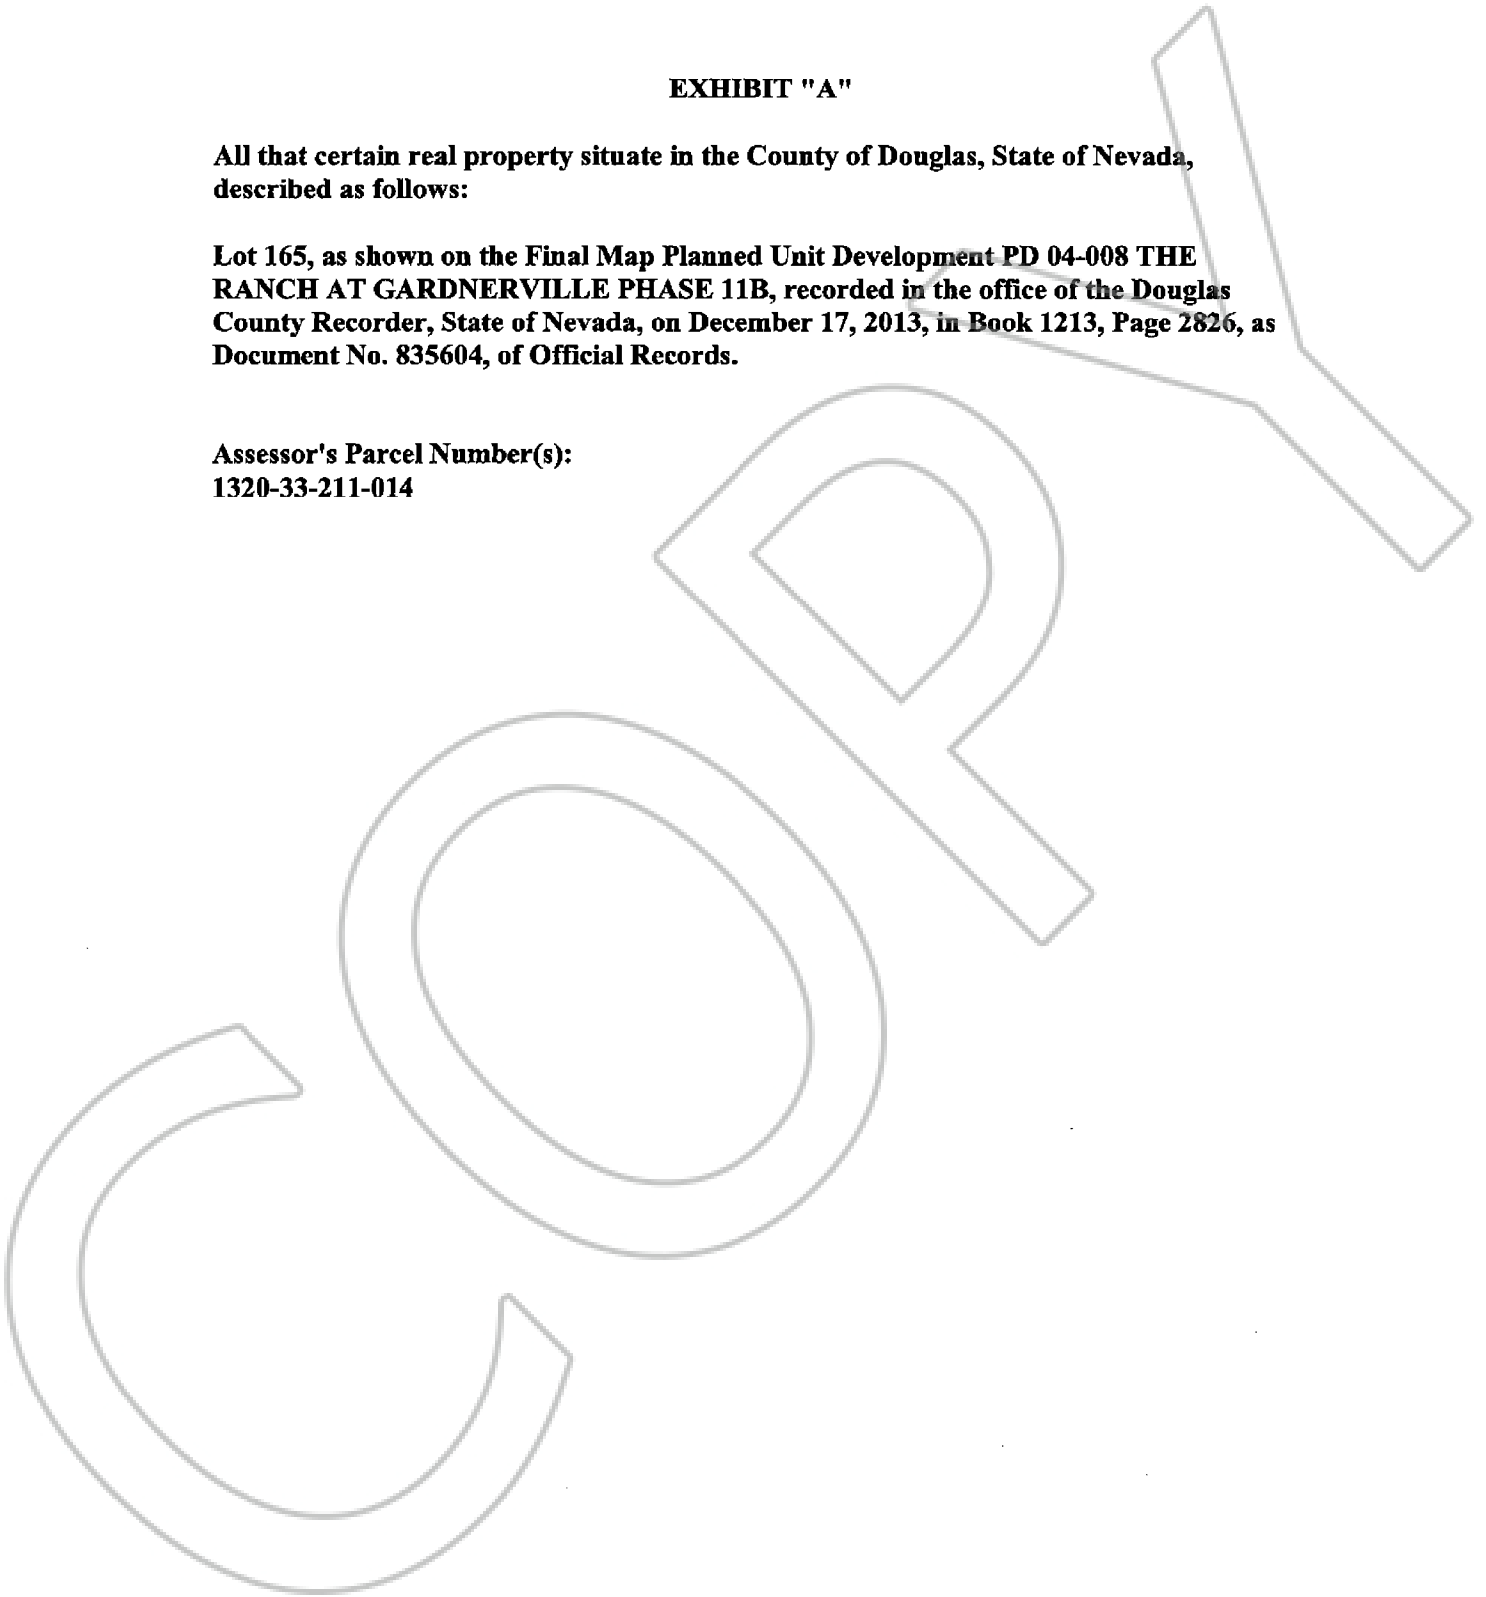 EXHIBIT "A"
All that certain real property situate in the County of Douglas, State of Nevada,
described as follows:
Lot 165, as shown on the Final Map Planned Unit Development PD 04-008 THE
RANCH AT GARDNERVILLE PHASE 11B, recorded in the office of the Douglas
County Recorder, State of Nevada, on December 17, 2013, in Book 1213, Page 2826, as
Document No. 835604, of Official Records.
Assessor's Parcel Number(s):
1320-33-211-014
COPY